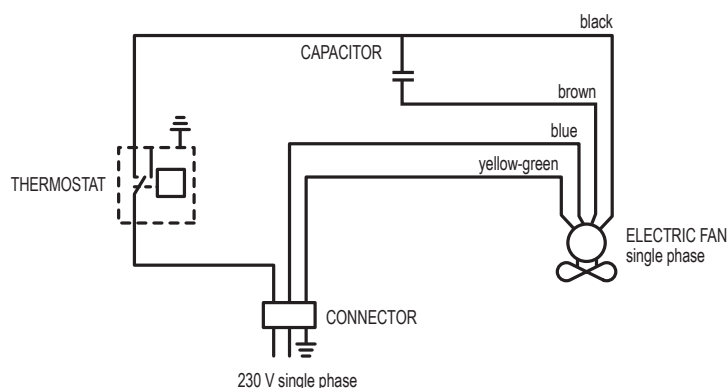 black
CAPACITOR
brown
blue
yellow-green
THERMOSTAT
ELECTRIC FAN
single phase
CONNECTOR
230 V single phase